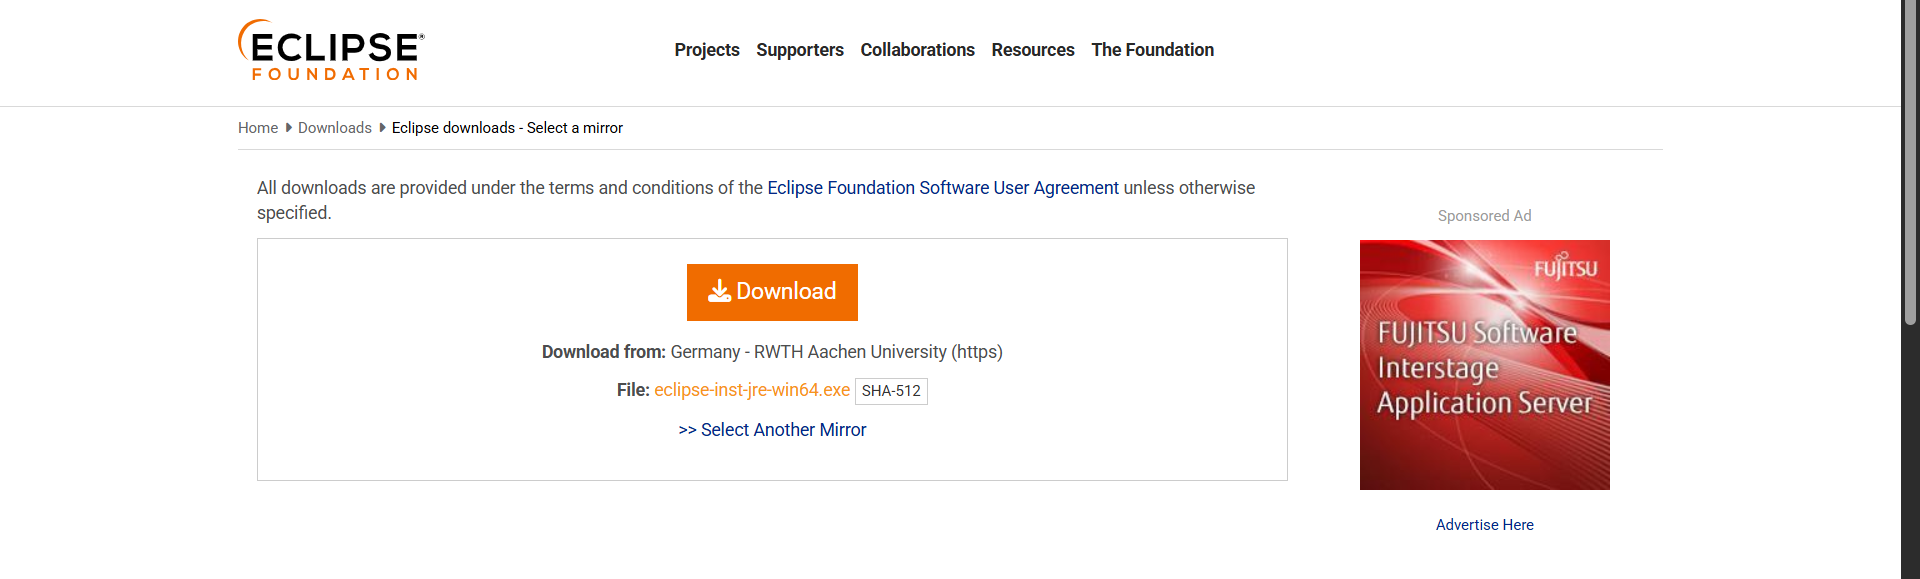 ECLIPSE®
FOUNDATION
Projects Supporters Collaborations Resources The Foundation
Home Downloads Eclipse downloads - Select a mirror
All downloads are provided under the terms and conditions of the Eclipse Foundation Software User Agreement unless otherwise
specified.
Download
Download from: Germany - RWTH Aachen University (https)
File: eclipse-inst-jre-win64.exe SHA-512
>> Select Another Mirror
Sponsored Ad
FUJITSU
FUJITSU Software
Interstage
Application Server
Advertise Here